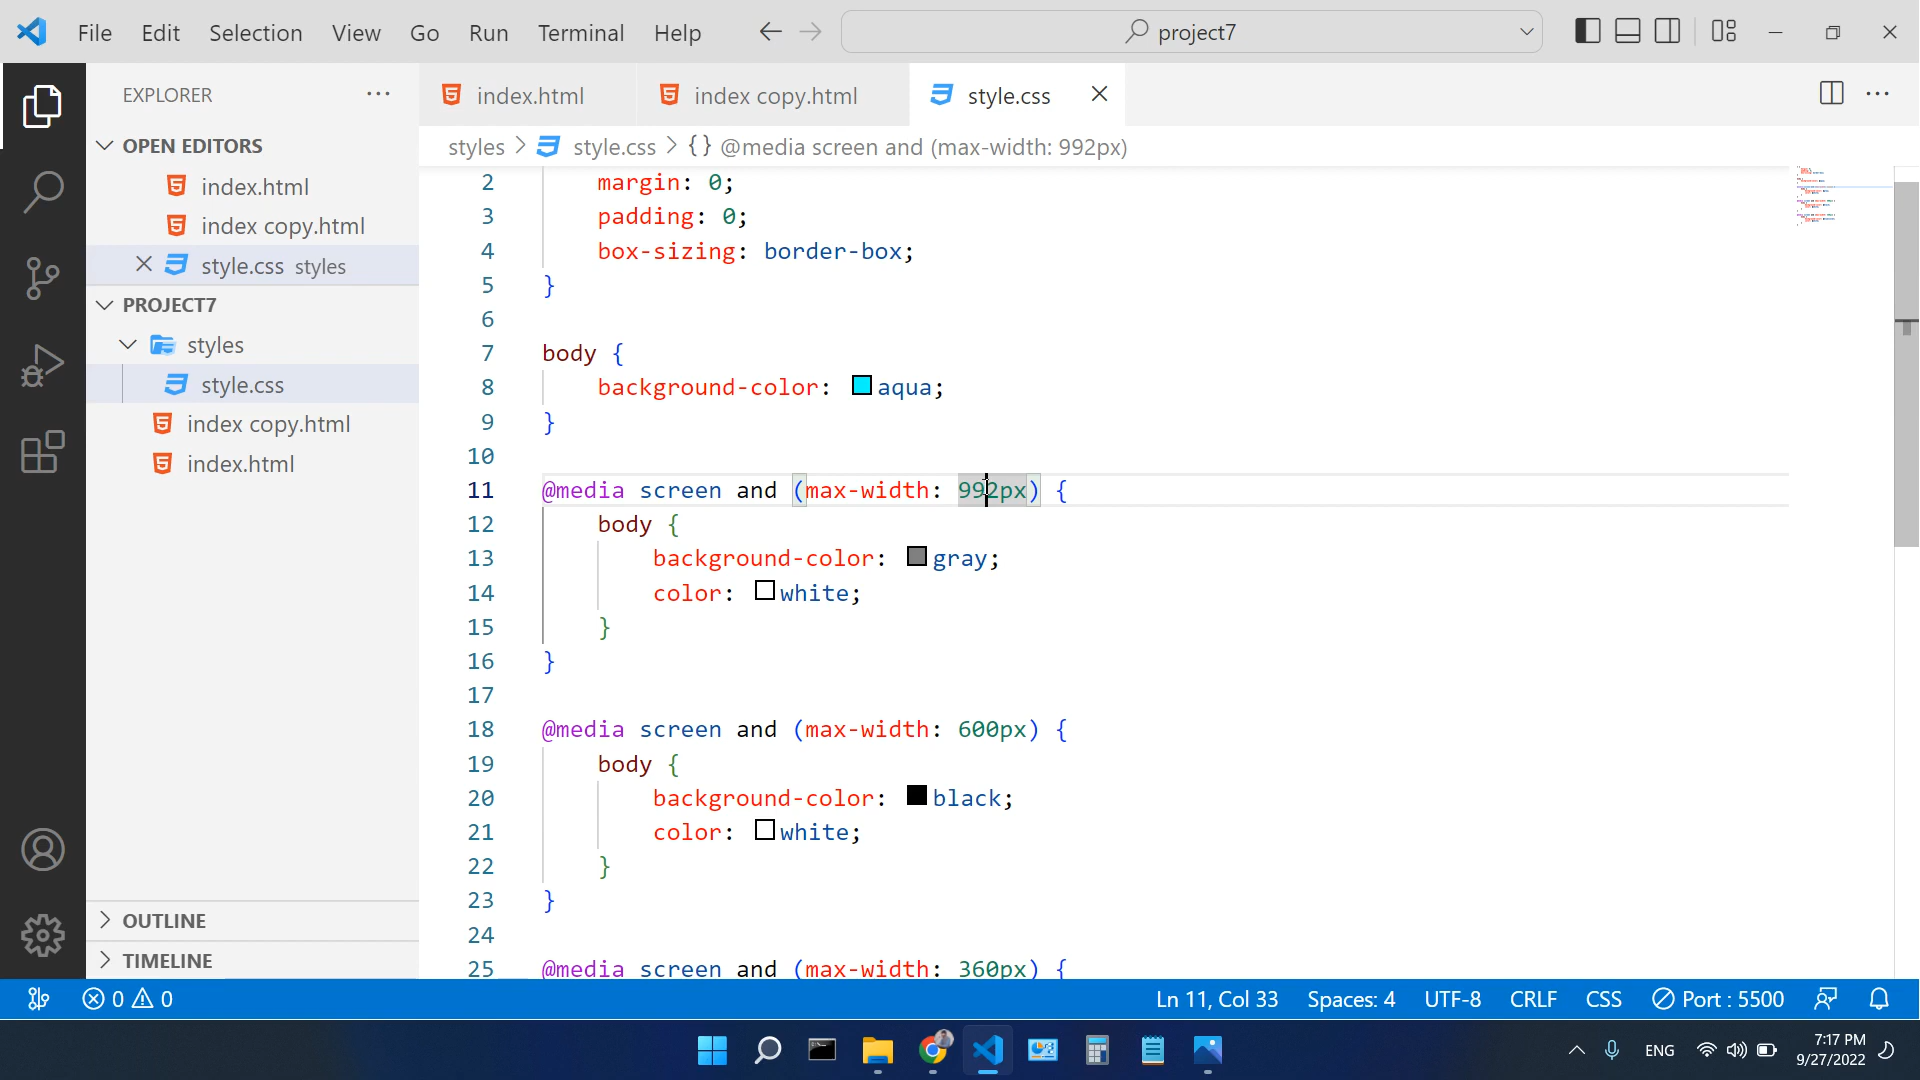 File Edit Selection View Go Run Terminal Help
project7
EXPLORER
index.html
index copy.html
style.css
OPEN EDITORS
styles > style.css > {} @media screen and (max-width: 992px)
index.html
index copy.html
style.css styles
PROJECT7
styles
style.css
index copy.html
index.html
OUTLINE
TIMELINE
2 margin: 0;
3 padding: 0;
4 box-sizing: border-box;
5 }
6
7 body {
8 background-color: aqua;
9 }
10
11 @media screen and (max-width: 992px) {
12 body {
13 background-color: gray;
14 color: white;
15 }
16 }
17
18 @media screen and (max-width: 600px) {
19 body {
20 background-color: black;
21 color: white;
22 }
23 }
24
25 @media screen and (max-width: 360px) {
0 0
Ln 11, Col 33 Spaces: 4 UTF-8 CRLF CSS Port : 5500
ENG
7:17 PM
9/27/2022